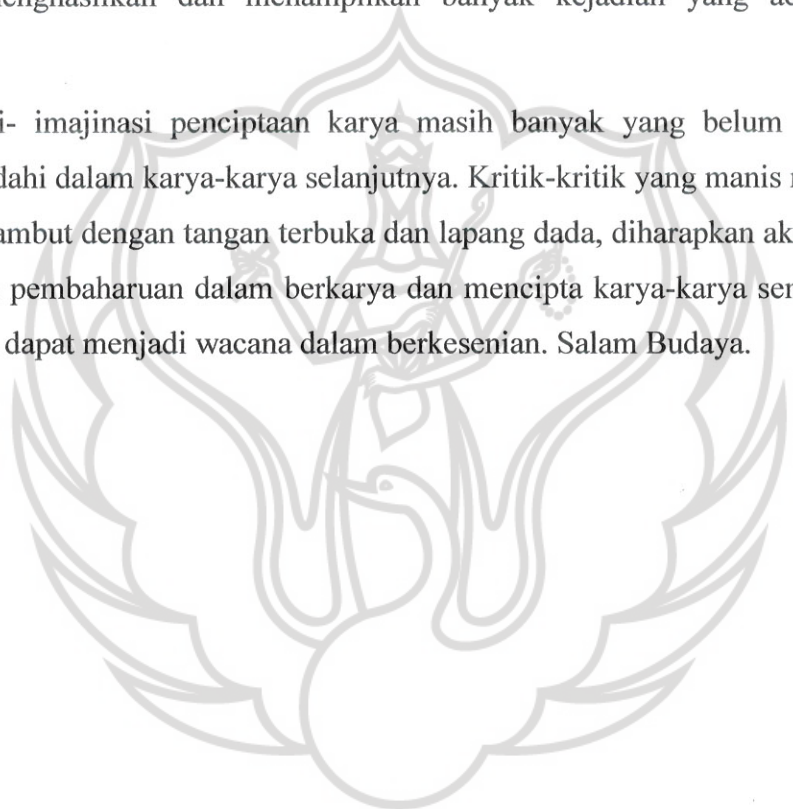 dan menampilkan banyak kejadian yang
i- imajinasi penciptaan karya masih banyak yang belum
dahi dalam karya-karya selanjutnya. Kritik-kritik yang manis
ambut dengan tangan terbuka dan lapang dada, diharapkan ak
pembaharuan dalam berkarya dan mencipta karya-karya sen
dapat menjadi wacana dalam berkesenian. Salam Budaya.